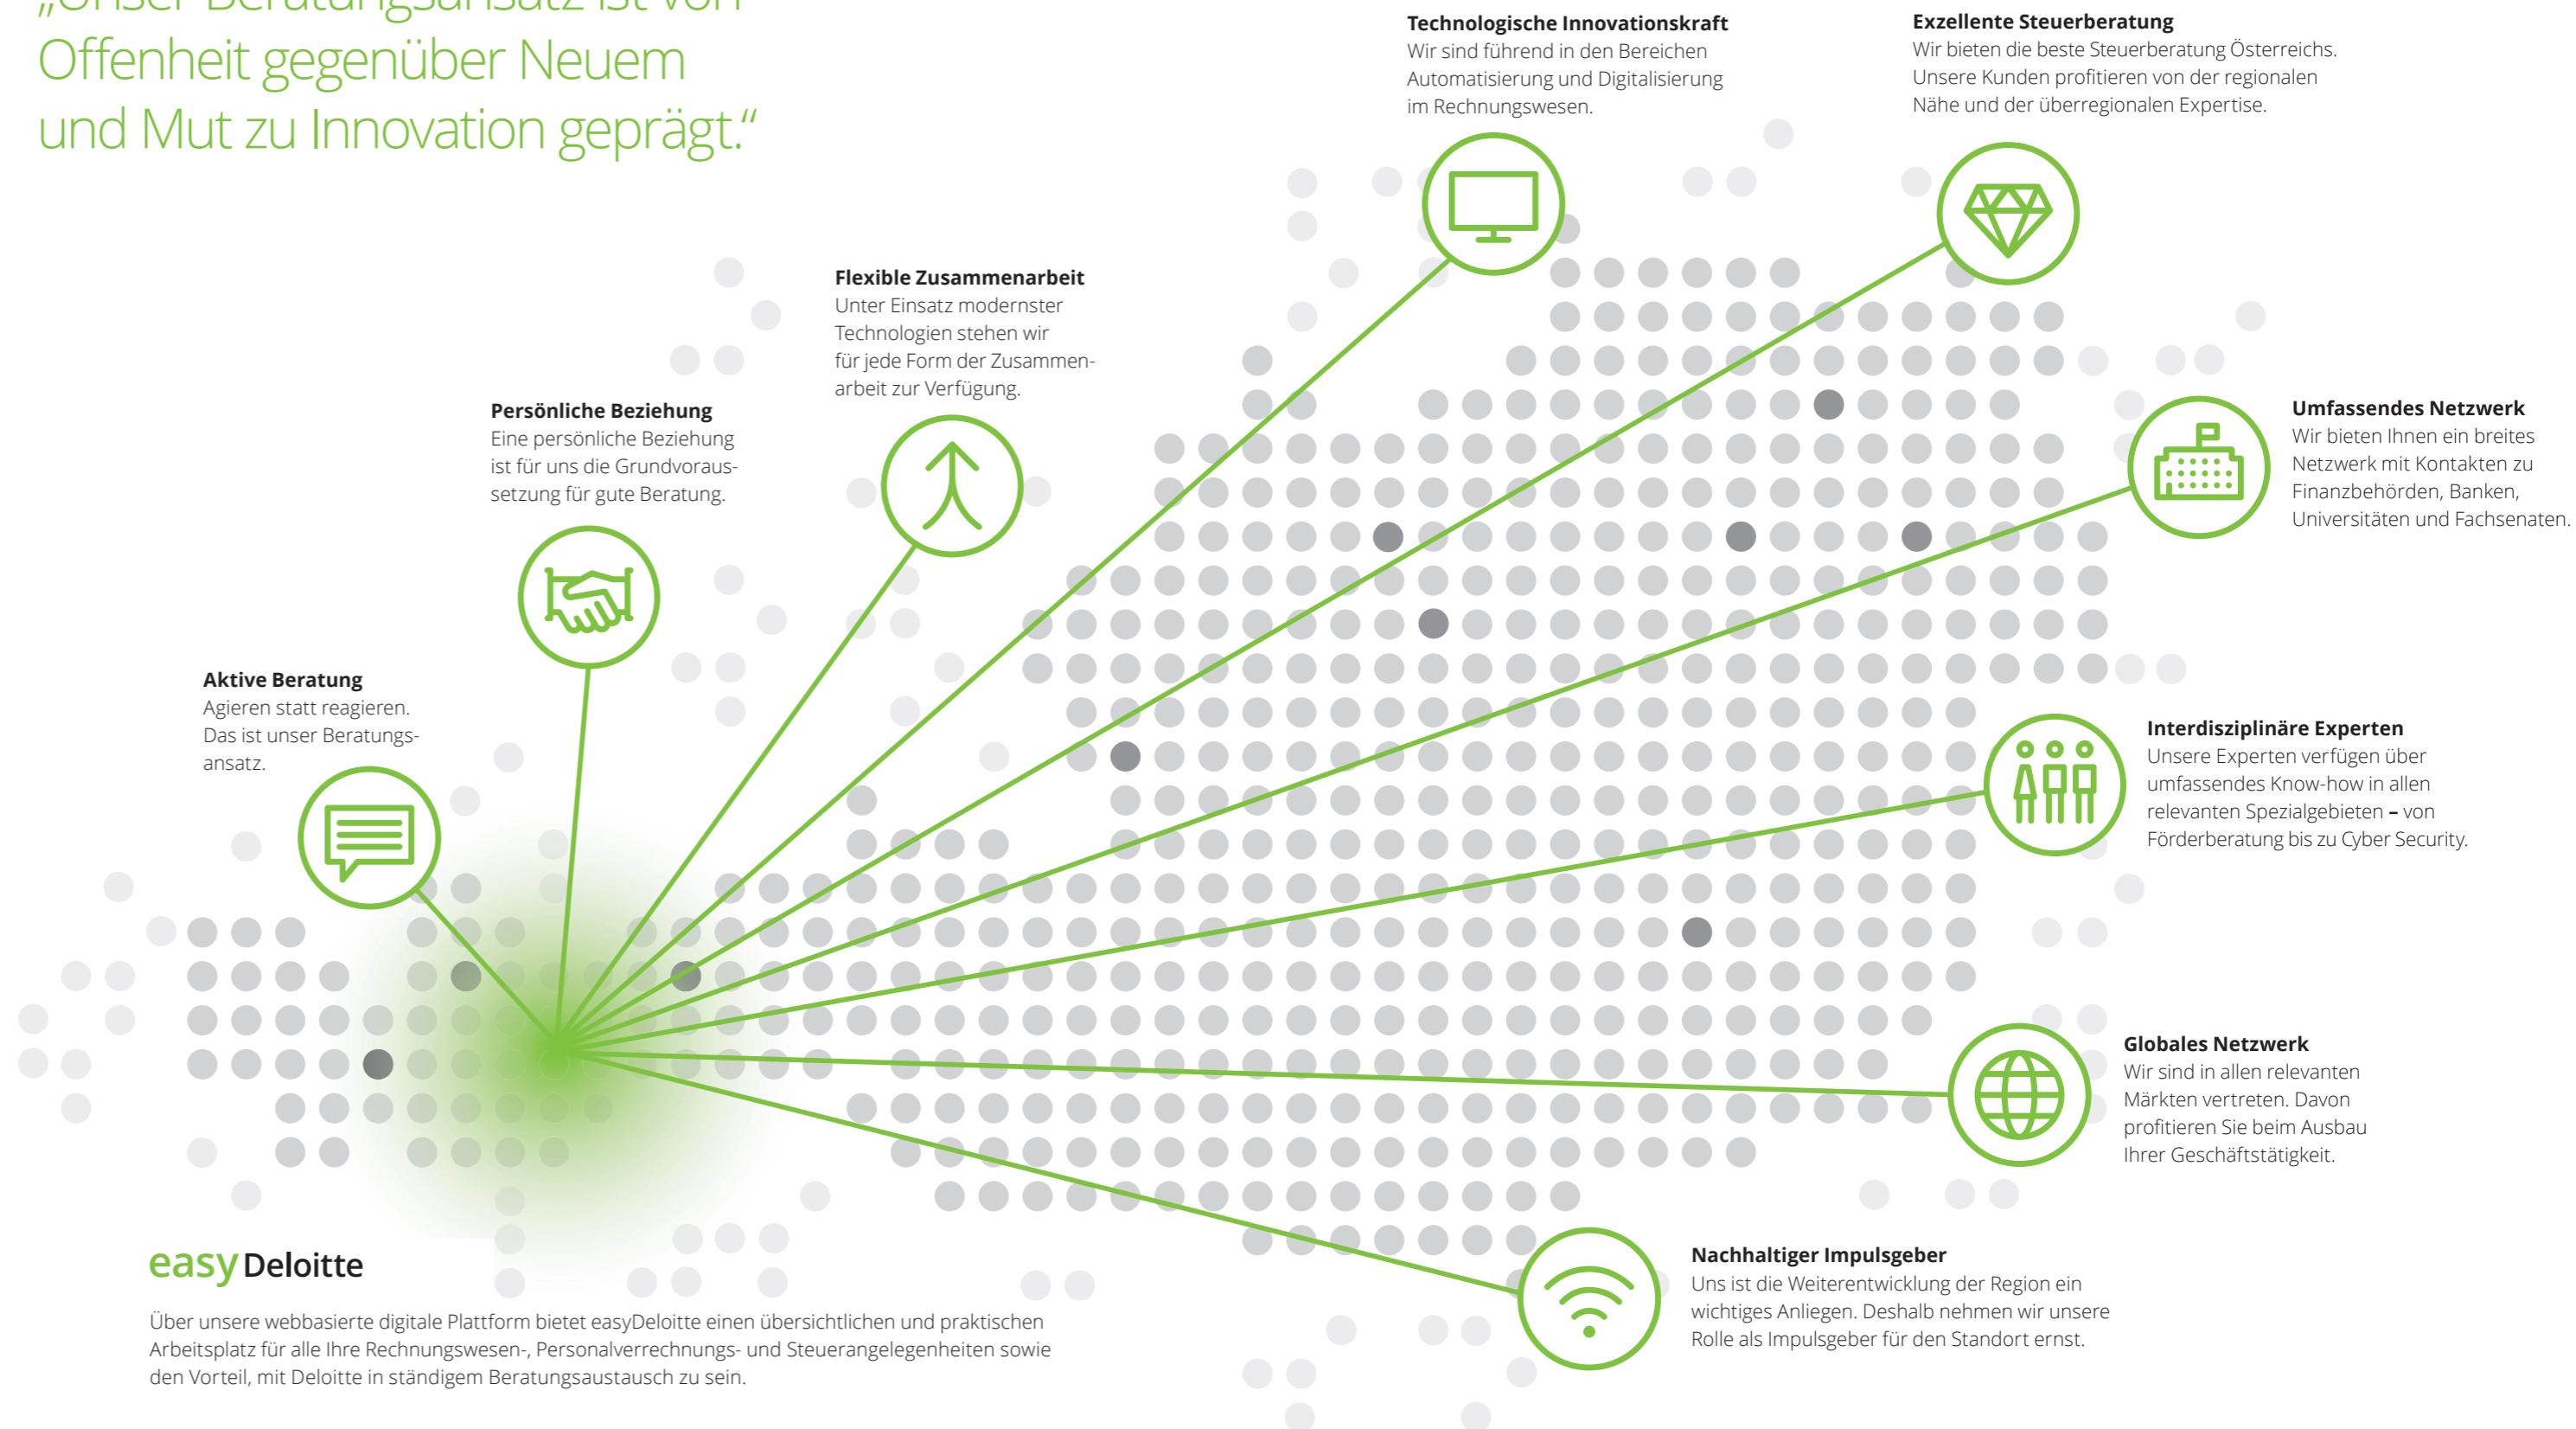 „Unser Beratungsansatz ist von
Offenheit gegenüber Neuem
und Mut zu Innovation geprägt.“
Technologische Innovationskraft
Wir sind führend in den Bereichen
Automatisierung und Digitalisierung
im Rechnungswesen.
Exzellente Steuerberatung
Wir bieten die beste Steuerberatung Österreichs.
Unsere Kunden profitieren von der regionalen
Nähe und der überregionalen Expertise.
Flexible Zusammenarbeit
Unter Einsatz modernster
Technologien stehen wir
für jede Form der Zusammen-
arbeit zur Verfügung.
Persönliche Beziehung
Eine persönliche Beziehung
ist für uns die Grundvoraus-
setzung für gute Beratung.
Umfassendes Netzwerk
Wir bieten Ihnen ein breites
Netzwerk mit Kontakten zu
Finanzbehörden, Banken,
Universitäten und Fachsenaten.
Aktive Beratung
Agieren statt reagieren.
Das ist unser Beratungs-
ansatz.
Interdisziplinäre Experten
Unsere Experten verfügen über
umfassendes Know-how in allen
relevanten Spezialgebieten – von
Förderberatung bis zu Cyber Security.
Globales Netzwerk
Wir sind in allen relevanten
Märkten vertreten. Davon
profitieren Sie beim Ausbau
Ihrer Geschäftstätigkeit.
Nachhaltiger Impulsgeber
Uns ist die Weiterentwicklung der Region ein
wichtiges Anliegen. Deshalb nehmen wir unsere
Rolle als Impulsgeber für den Standort ernst.
easyDeloitte
Über unsere webbasierte digitale Plattform bietet easyDeloitte einen übersichtlichen und praktischen
Arbeitsplatz für alle Ihre Rechnungswesen-, Personalverrechnungs- und Steuerangelegenheiten sowie
den Vorteil, mit Deloitte in ständigem Beratungsaustausch zu sein.